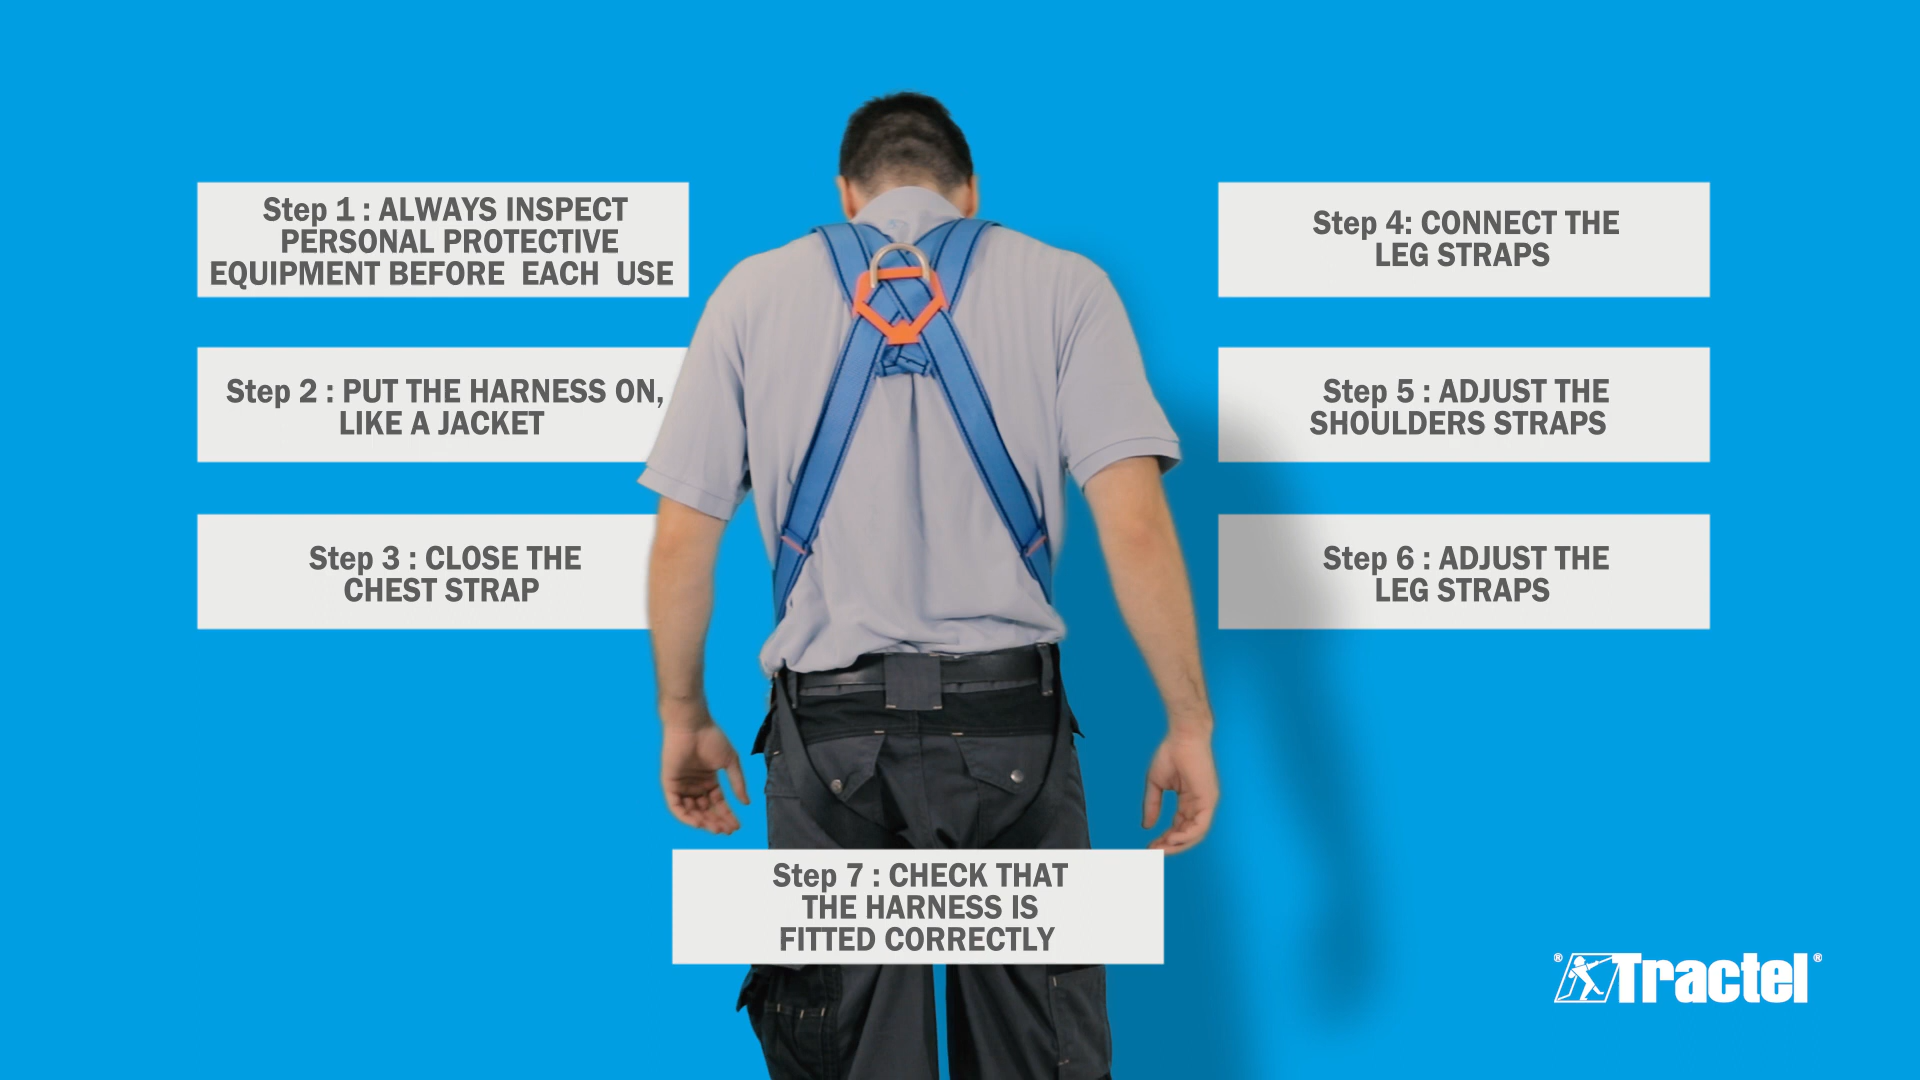 Step 1 : ALWAYS INSPECT
PERSONAL PROTECTIVE
EQUIPMENT BEFORE EACH USE
Step 2 : PUT THE HARNESS ON,
LIKE A JACKET
Step 3 : CLOSE THE
CHEST STRAP
Step 4: CONNECT THE
LEG STRAPS
Step 5 : ADJUST THE
SHOULDERS STRAPS
Step 6 : ADJUST THE
LEG STRAPS
Step 7 : CHECK THAT
THE HARNESS IS
FITTED CORRECTLY
® Tractel ®